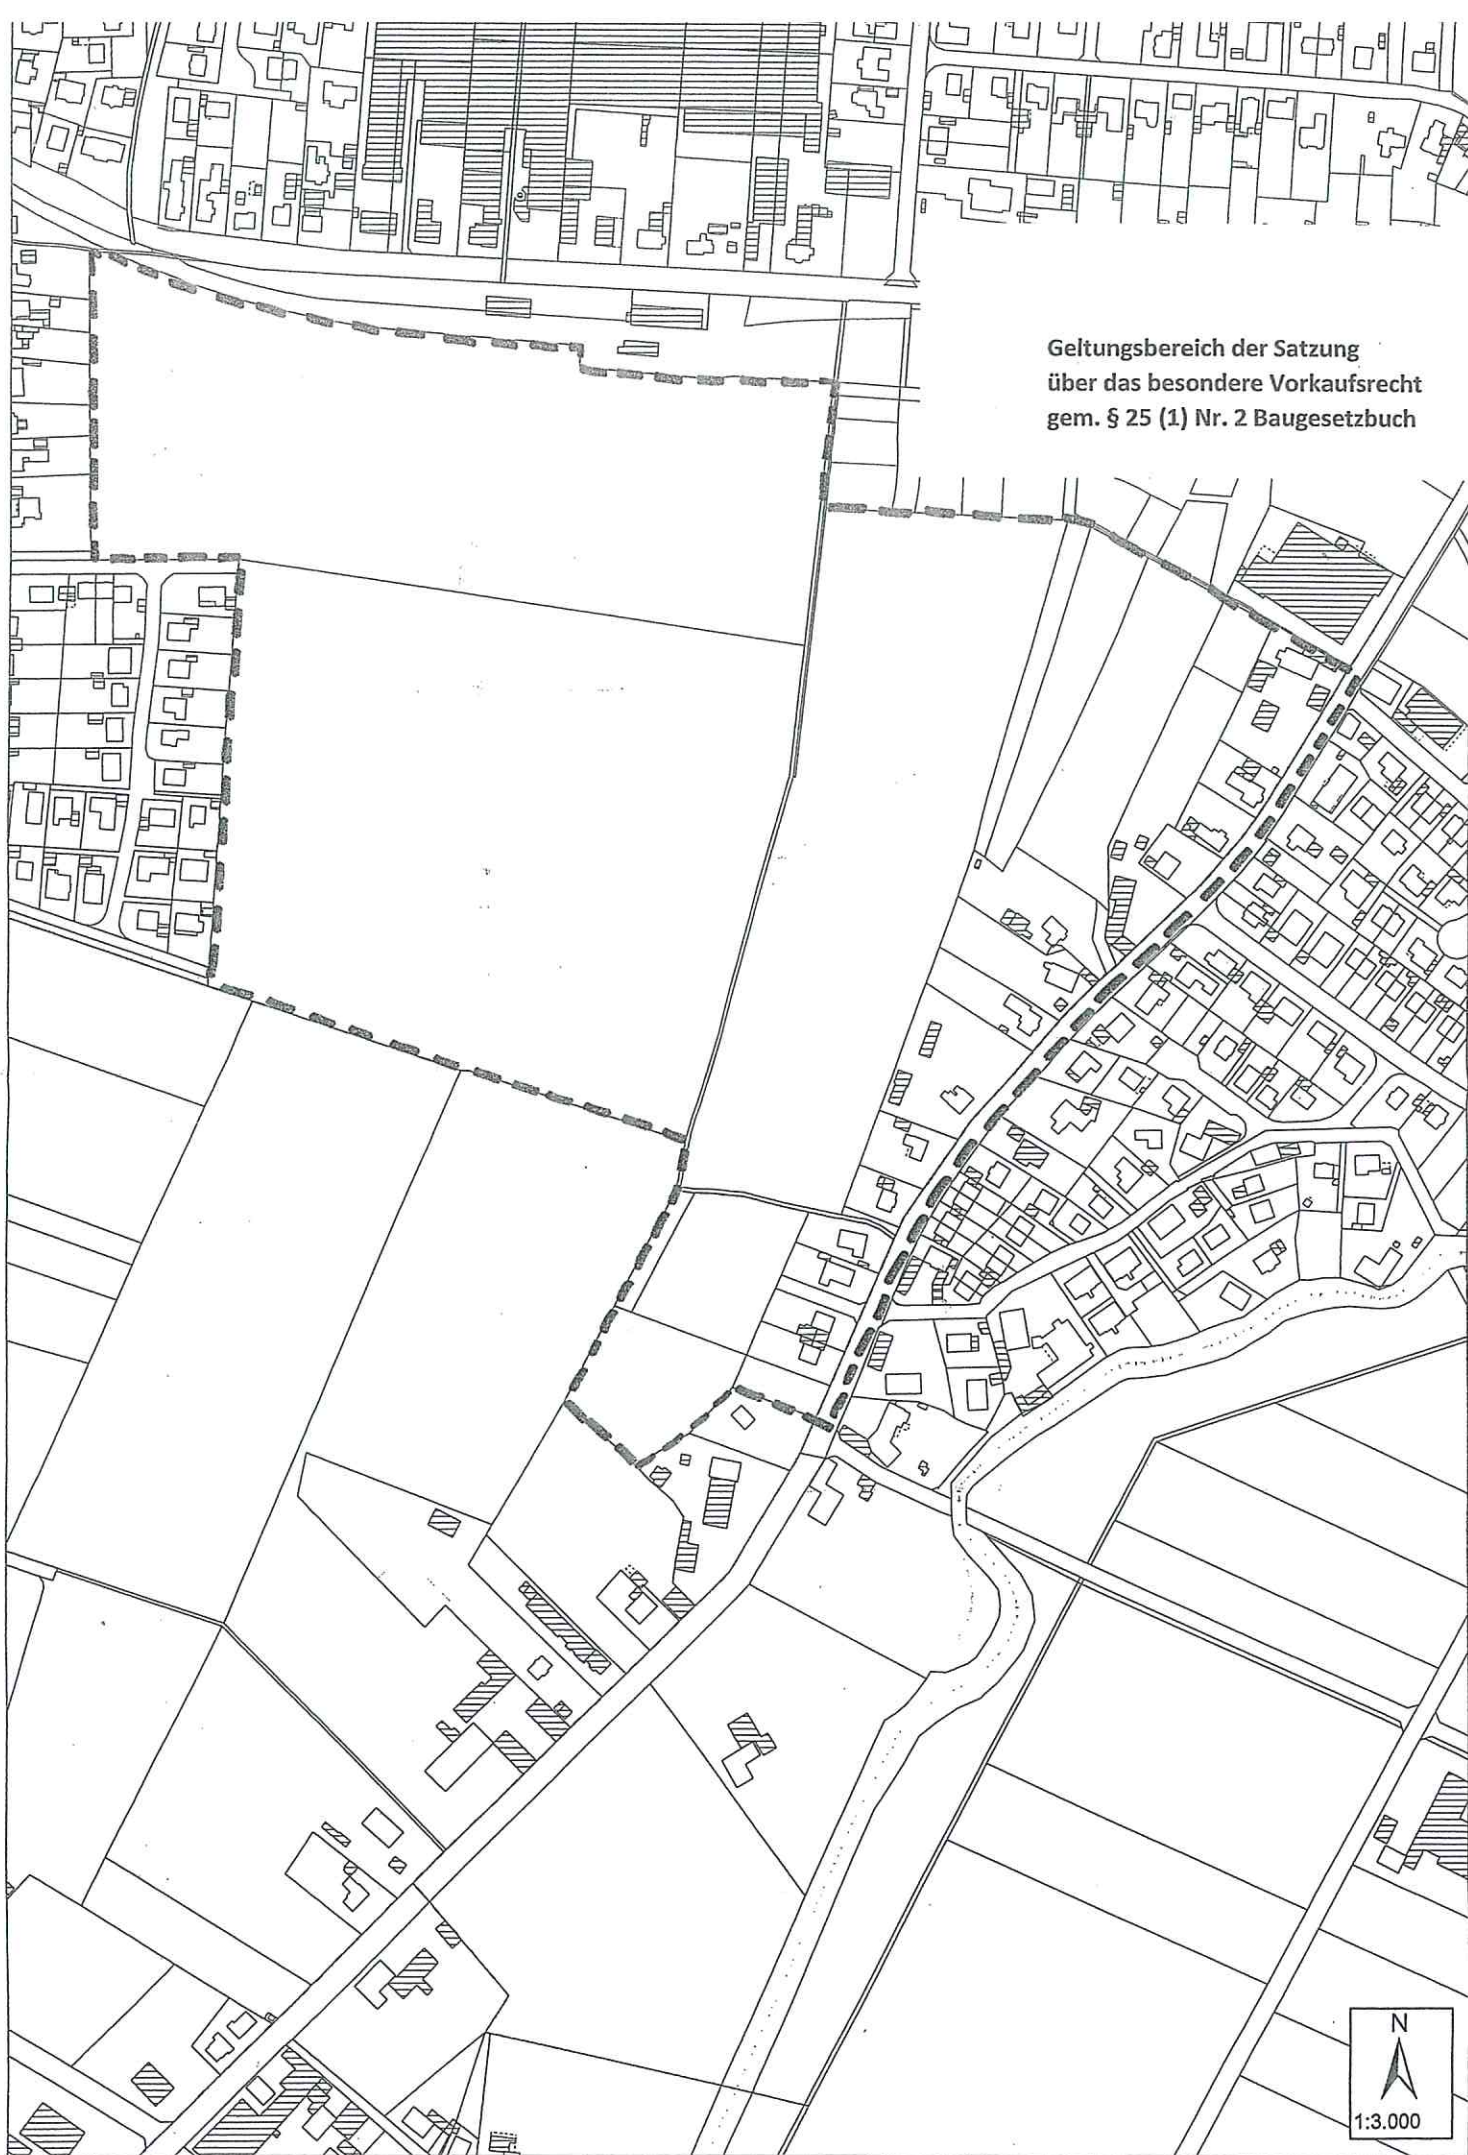 Geltungsbereich der Satzung
über das besondere Vorkaufsrecht
gem. § 25 (1) Nr. 2 Baugesetzbuch
N
1:3.000